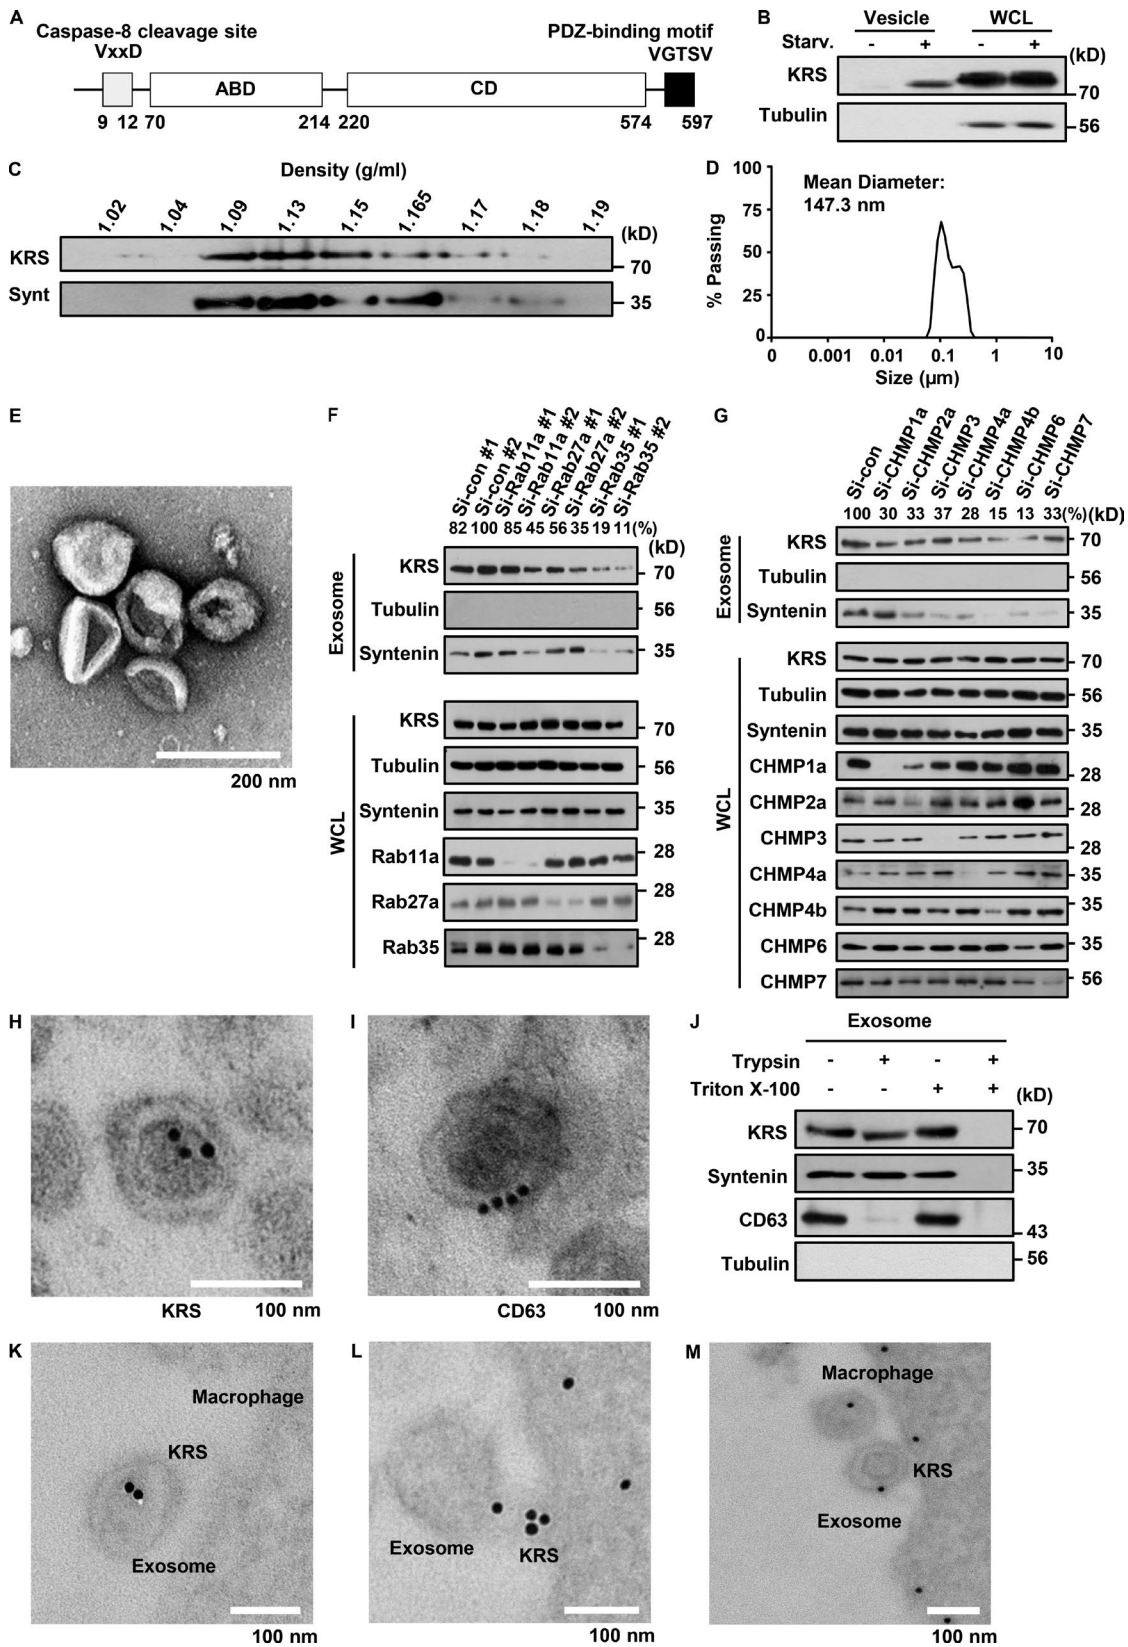 A
Caspase-8 cleavage site
VxxD
PDZ-binding motif
VGTSV
ABD
CD
9 12 70 214 220 574 597
B
Vesicle WCL
Starv. - + - + (kD)
KRS
70
Tubulin
56
C
Density (g/ml)
1.02 1.04 1.09 1.13 1.15 1.165 1.17 1.18 1.19
(kD)
KRS
70
Synt
35
D
100
75
50
25
0
% Passing
Mean Diameter:
147.3 nm
0 0.001 0.01 0.1 1 10
Size (µm)
E
200 nm
F
Si-con #1
Si-con #2
Si-Rab11a #1
Si-Rab11a #2
Si-Rab27a #1
Si-Rab27a #2
Si-Rab35 #1
Si-Rab35 #2
82 100 85 45 56 35 19 11(%)
(kD)
Exosome
KRS 70
Tubulin 56
Syntenin 35
WCL
KRS 70
Tubulin 56
Syntenin 35
Rab11a 28
Rab27a 28
Rab35 28
G
Si-con
Si-CHMP1a
Si-CHMP2a
Si-CHMP3
Si-CHMP4a
Si-CHMP4b
Si-CHMP6
Si-CHMP7
100 30 33 37 28 15 13 33(%)(kD)
Exosome
KRS 70
Tubulin 56
Syntenin 35
WCL
KRS 70
Tubulin 56
Syntenin 35
CHMP1a 28
CHMP2a 28
CHMP3 28
CHMP4a 35
CHMP4b 35
CHMP6 35
CHMP7 56
H
KRS 100 nm
I
CD63 100 nm
J
Exosome
Trypsin - + - +
Triton X-100 - - + + (kD)
KRS 70
Syntenin 35
CD63 43
Tubulin 56
K
Macrophage
KRS
Exosome
100 nm
L
Exosome
KRS
100 nm
M
Macrophage
KRS
Exosome
100 nm